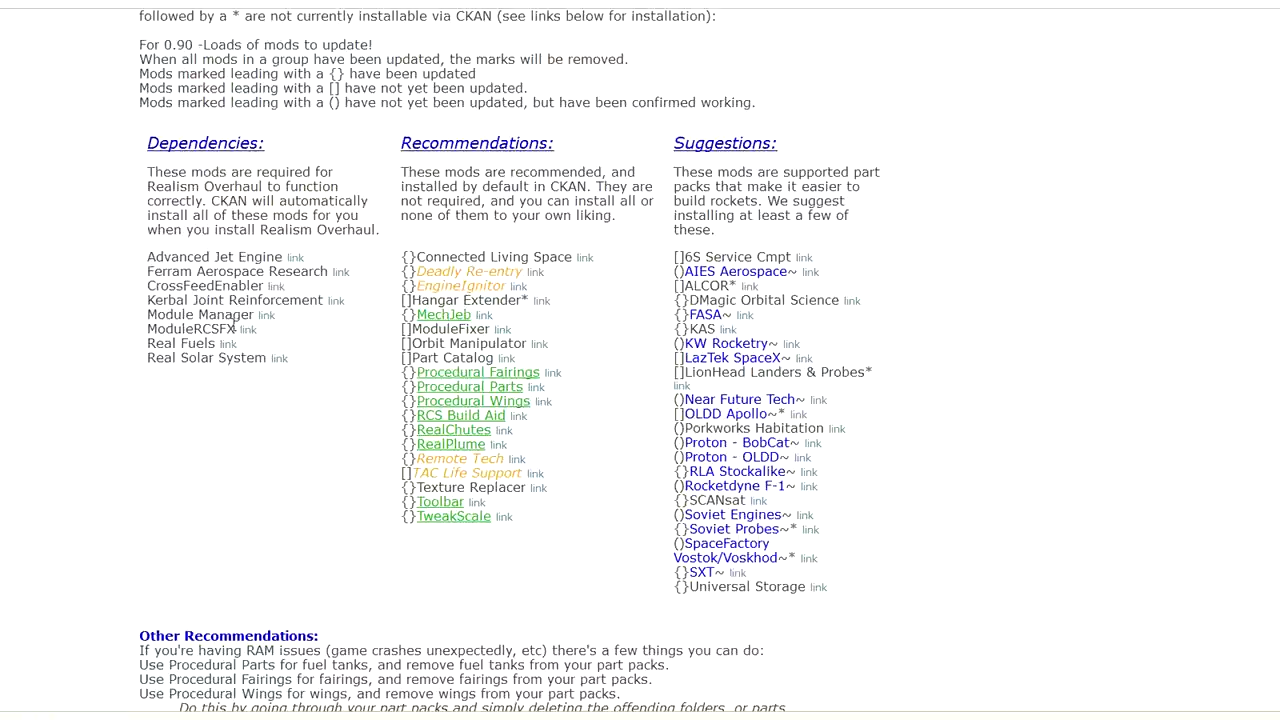 followed by a * are not currently installable via CKAN (see links below for installation):
For 0.90 -Loads of mods to update!
When all mods in a group have been updated, the marks will be removed.
Mods marked leading with a {} have been updated
Mods marked leading with a [] have not yet been updated.
Mods marked leading with a () have not yet been updated, but have been confirmed working.
Dependencies:
These mods are required for
Realism Overhaul to function
correctly. CKAN will automatically
install all of these mods for you
when you install Realism Overhaul.
Advanced Jet Engine link
Ferram Aerospace Research link
CrossFeedEnabler link
Kerbal Joint Reinforcement link
Module Manager link
ModuleRCSFX link
Real Fuels link
Real Solar System link
Recommendations:
These mods are recommended, and
installed by default in CKAN. They are
not required, and you can install all or
none of them to your own liking.
{}Connected Living Space link
{}Deadly Re-entry link
{}EngineIgnitor link
[]Hangar Extender* link
{}MechJeb link
[]ModuleFixer link
[]Orbit Manipulator link
[]Part Catalog link
{}Procedural Fairings link
{}Procedural Parts link
{}Procedural Wings link
{}RCS Build Aid link
{}RealChutes link
{}RealPlume link
{}Remote Tech link
[]TAC Life Support link
{}Texture Replacer link
{}Toolbar link
{}TweakScale link
Suggestions:
These mods are supported part
packs that make it easier to
build rockets. We suggest
installing at least a few of
these.
[]6S Service Cmpt link
()AIES Aerospace~ link
[]ALCOR* link
{}DMagic Orbital Science link
{}FASA~ link
{}KAS link
()KW Rocketry~ link
[]LazTek SpaceX~ link
[]LionHead Landers & Probes*
link
()Near Future Tech~ link
[]OLDD Apollo~* link
()Porkworks Habitation link
()Proton - BobCat~ link
()Proton - OLDD~ link
{}RLA Stockalike~ link
()Rocketdyne F-1~ link
{}SCANsat link
()Soviet Engines~ link
{}Soviet Probes~* link
()SpaceFactory
Vostok/Voskhod~* link
{}SXT~ link
{}Universal Storage link
Other Recommendations:
If you're having RAM issues (game crashes unexpectedly, etc) there's a few things you can do:
Use Procedural Parts for fuel tanks, and remove fuel tanks from your part packs.
Use Procedural Fairings for fairings, and remove fairings from your part packs.
Use Procedural Wings for wings, and remove wings from your part packs.
Do this by going through your part packs and simply deleting the offending folders, or parts